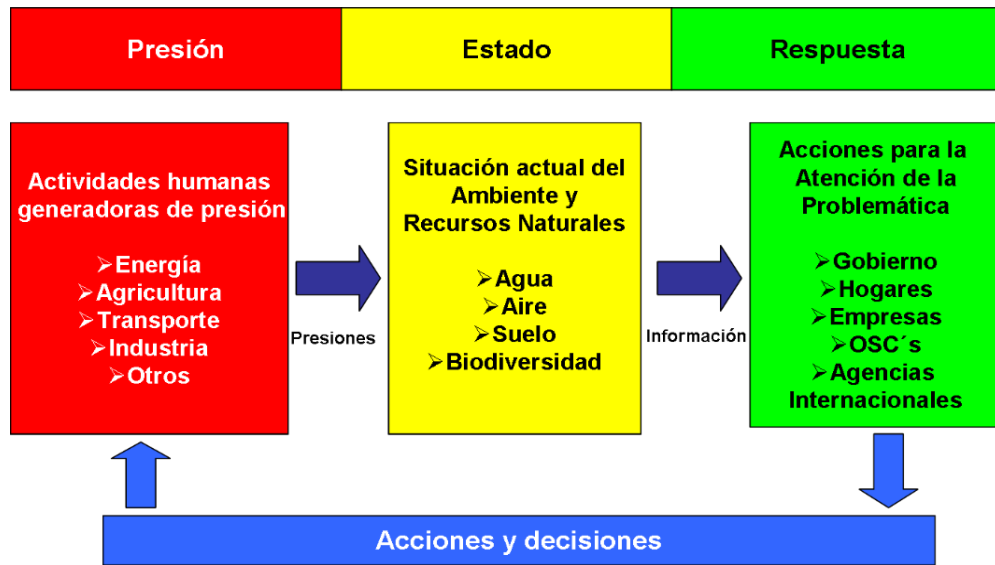 Presión
Estado
Respuesta
Actividades humanas
generadoras de presión
➢Energía
➢Agricultura
➢Transporte
➢Industria
➢Otros
Presiones
Situación actual del
Ambiente y
Recursos Naturales
➢Agua
➢Aire
➢Suelo
➢Biodiversidad
Información
Acciones para la
Atención de la
Problemática
➢Gobierno
➢Hogares
➢Empresas
➢OSC´s
➢Agencias
Internacionales
Acciones y decisiones